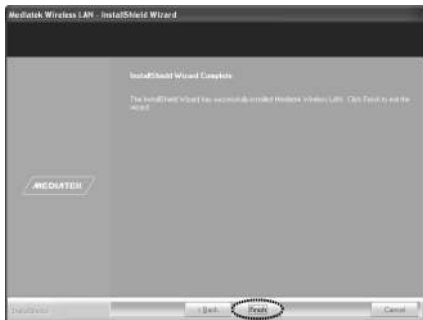 Mediatek Wireless LAN - InstallShield Wizard
InstallShield Wizard Complete
The InstallShield Wizard has successfully installed Mediatek Wireless LAN. Click Finish to exit the
wizard.
MEDIATEK
InstallShield
< Back
Finish
Cancel